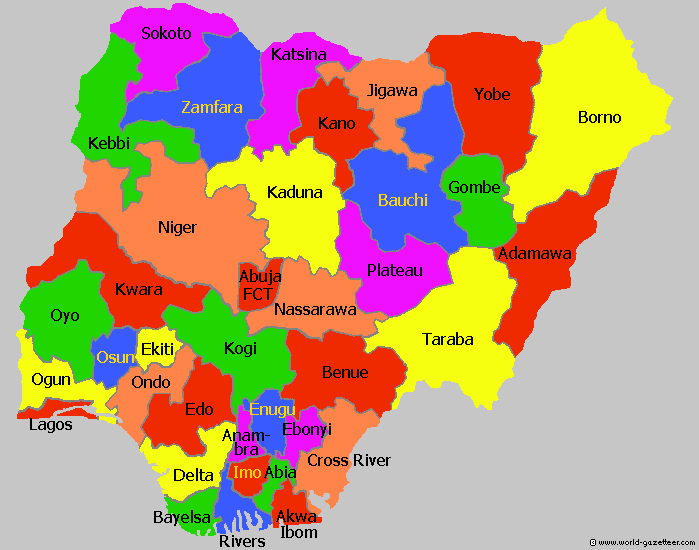 Sokoto
Katsina
Jigawa
Yobe
Zamfara
Kano
Borno
Kebbi
Kaduna
Bauchi
Gombe
Niger
Adamawa
Plateau
Abuja
FCT
Kwara
Nassarawa
Oyo
Taraba
Osun
Ekiti
Kogi
Benue
Ogun
Ondo
Edo
Enugu
Lagos
Anam-
bra
Ebonyi
Cross River
Delta
Imo
Abia
Bayelsa
Akwa
Ibom
Rivers
© www.world-gazetteer.com